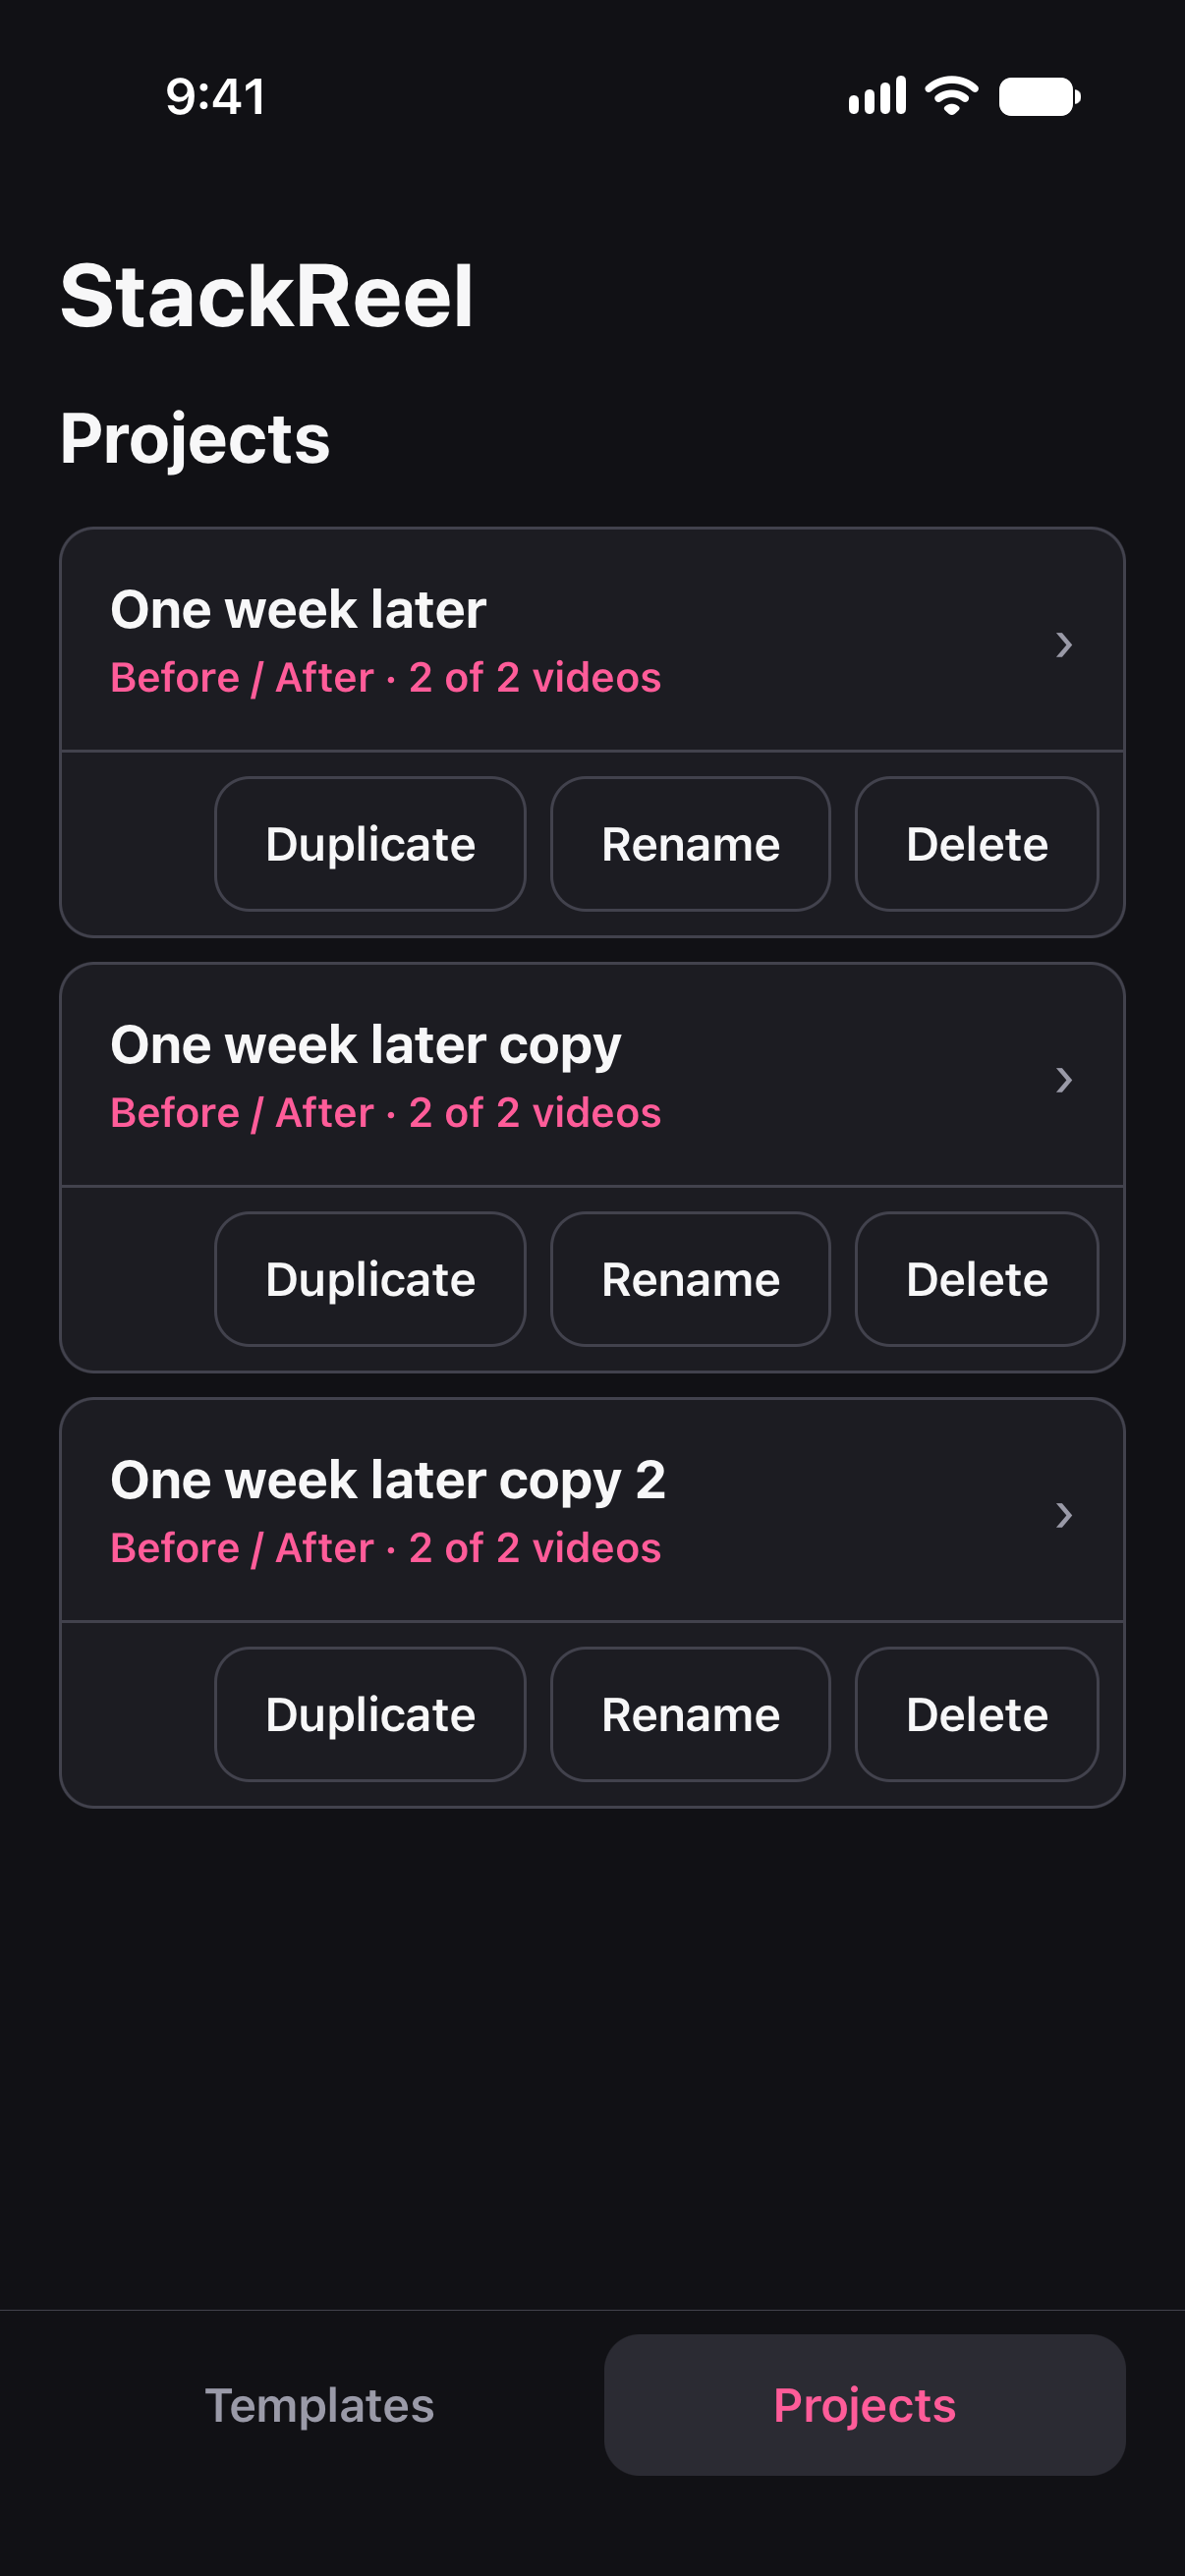 9:41
StackReel
Projects
One week later
Before / After · 2 of 2 videos
›
Duplicate Rename Delete
One week later copy
Before / After · 2 of 2 videos
›
Duplicate Rename Delete
One week later copy 2
Before / After · 2 of 2 videos
›
Duplicate Rename Delete
Templates Projects